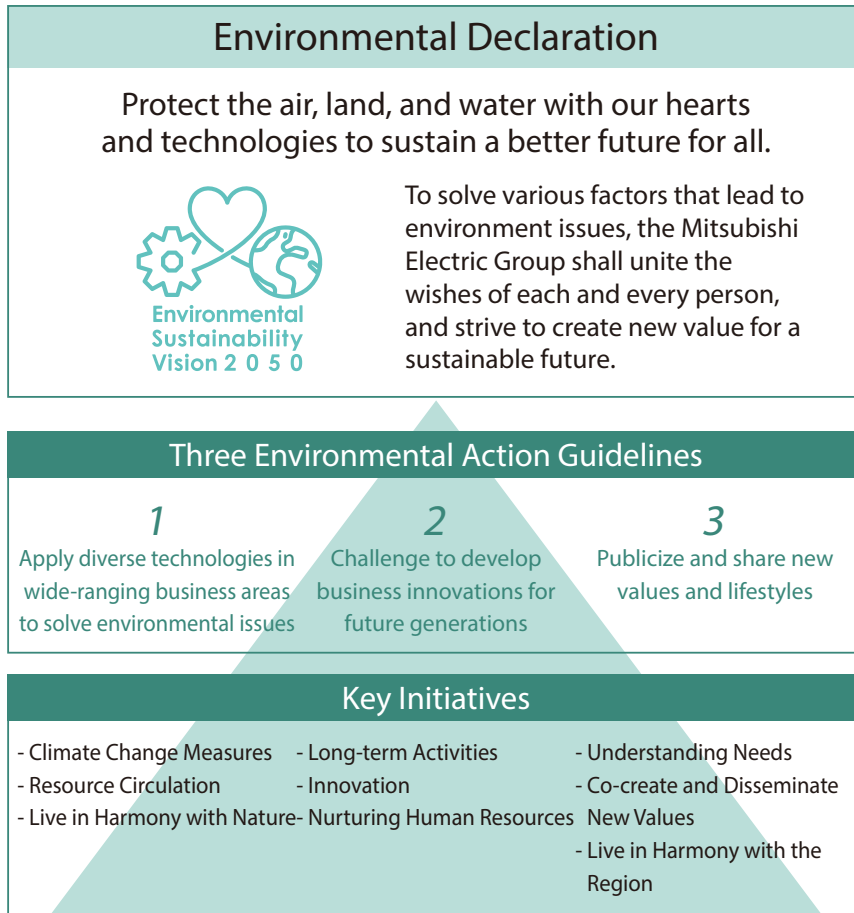 Environmental Declaration
Protect the air, land, and water with our hearts
and technologies to sustain a better future for all.
Environmental
Sustainability
Vision 2 0 5 0
To solve various factors that lead to
environment issues, the Mitsubishi
Electric Group shall unite the
wishes of each and every person,
and strive to create new value for a
sustainable future.
Three Environmental Action Guidelines
1
Apply diverse technologies in
wide-ranging business areas
to solve environmental issues
2
Challenge to develop
business innovations for
future generations
3
Publicize and share new
values and lifestyles
Key Initiatives
- Climate Change Measures
- Resource Circulation
- Live in Harmony with Nature
- Long-term Activities
- Innovation
- Nurturing Human Resources
- Understanding Needs
- Co-create and Disseminate
New Values
- Live in Harmony with the
Region